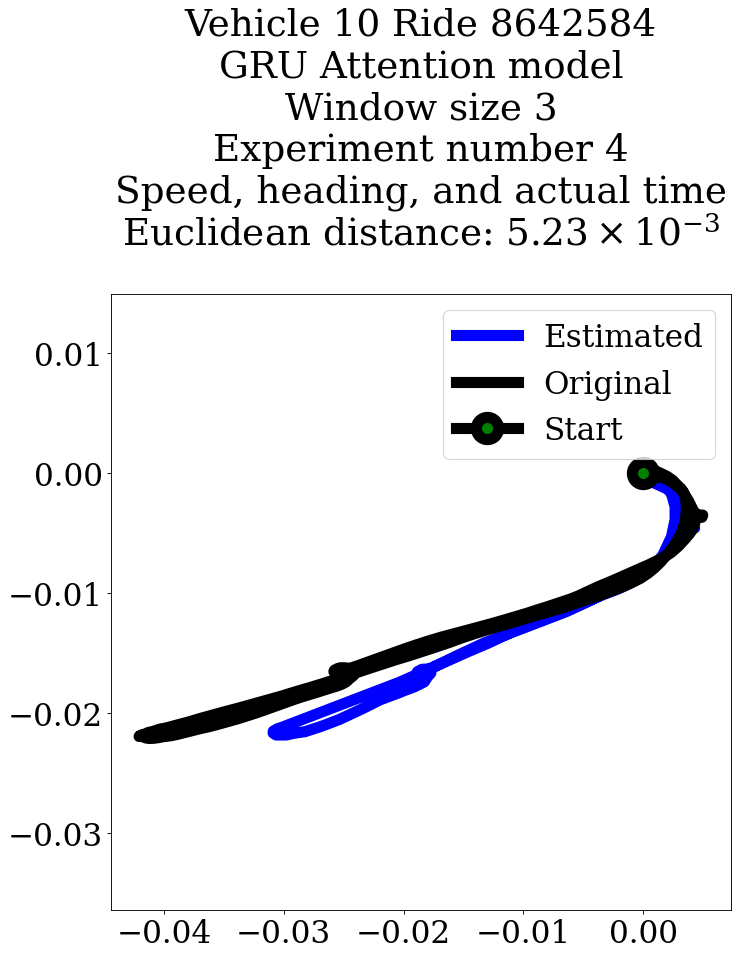 Vehicle 10 Ride 8642584
GRU Attention model
Window size 3
Experiment number 4
Speed, heading, and actual time
Euclidean distance: 5.23 × 10⁻³
Estimated
Original
Start
0.01
0.00
−0.01
−0.02
−0.03
−0.04 −0.03 −0.02 −0.01 0.00